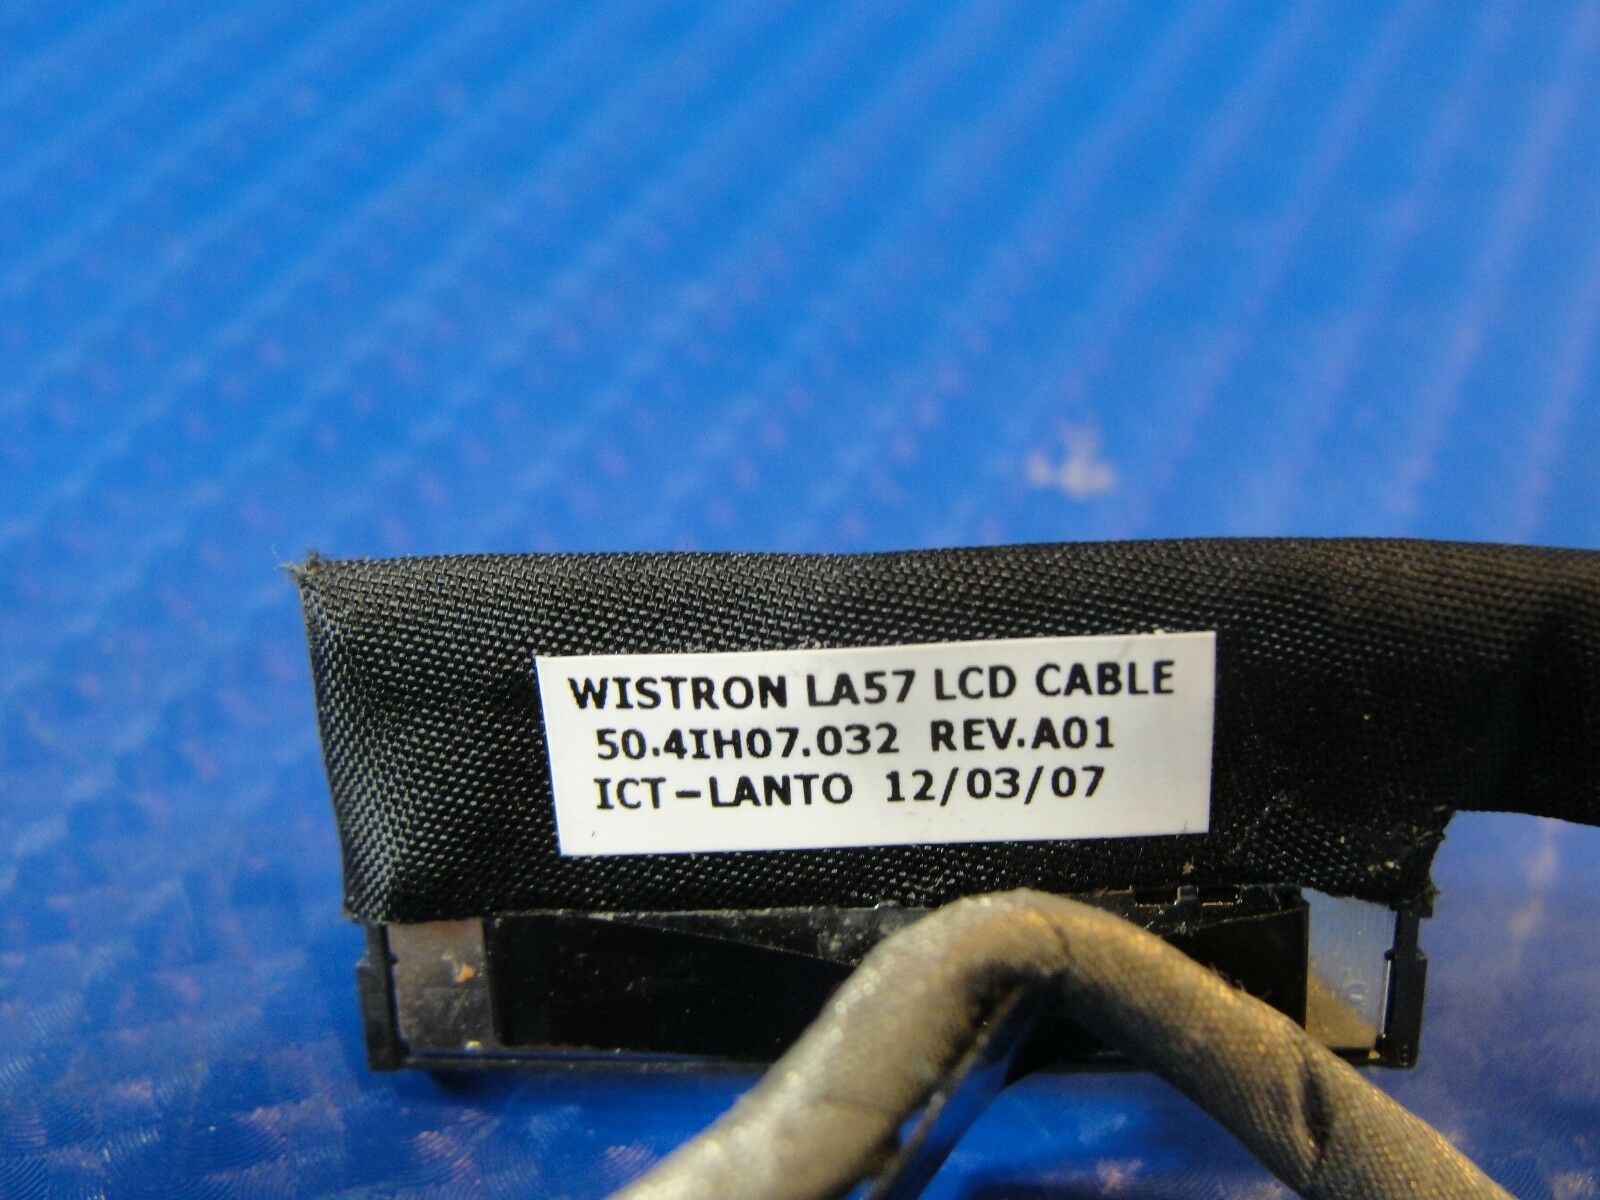 WISTRON LA57 LCD CABLE
50.4IH07.032 REV.A01
ICT-LANTO 12/03/07